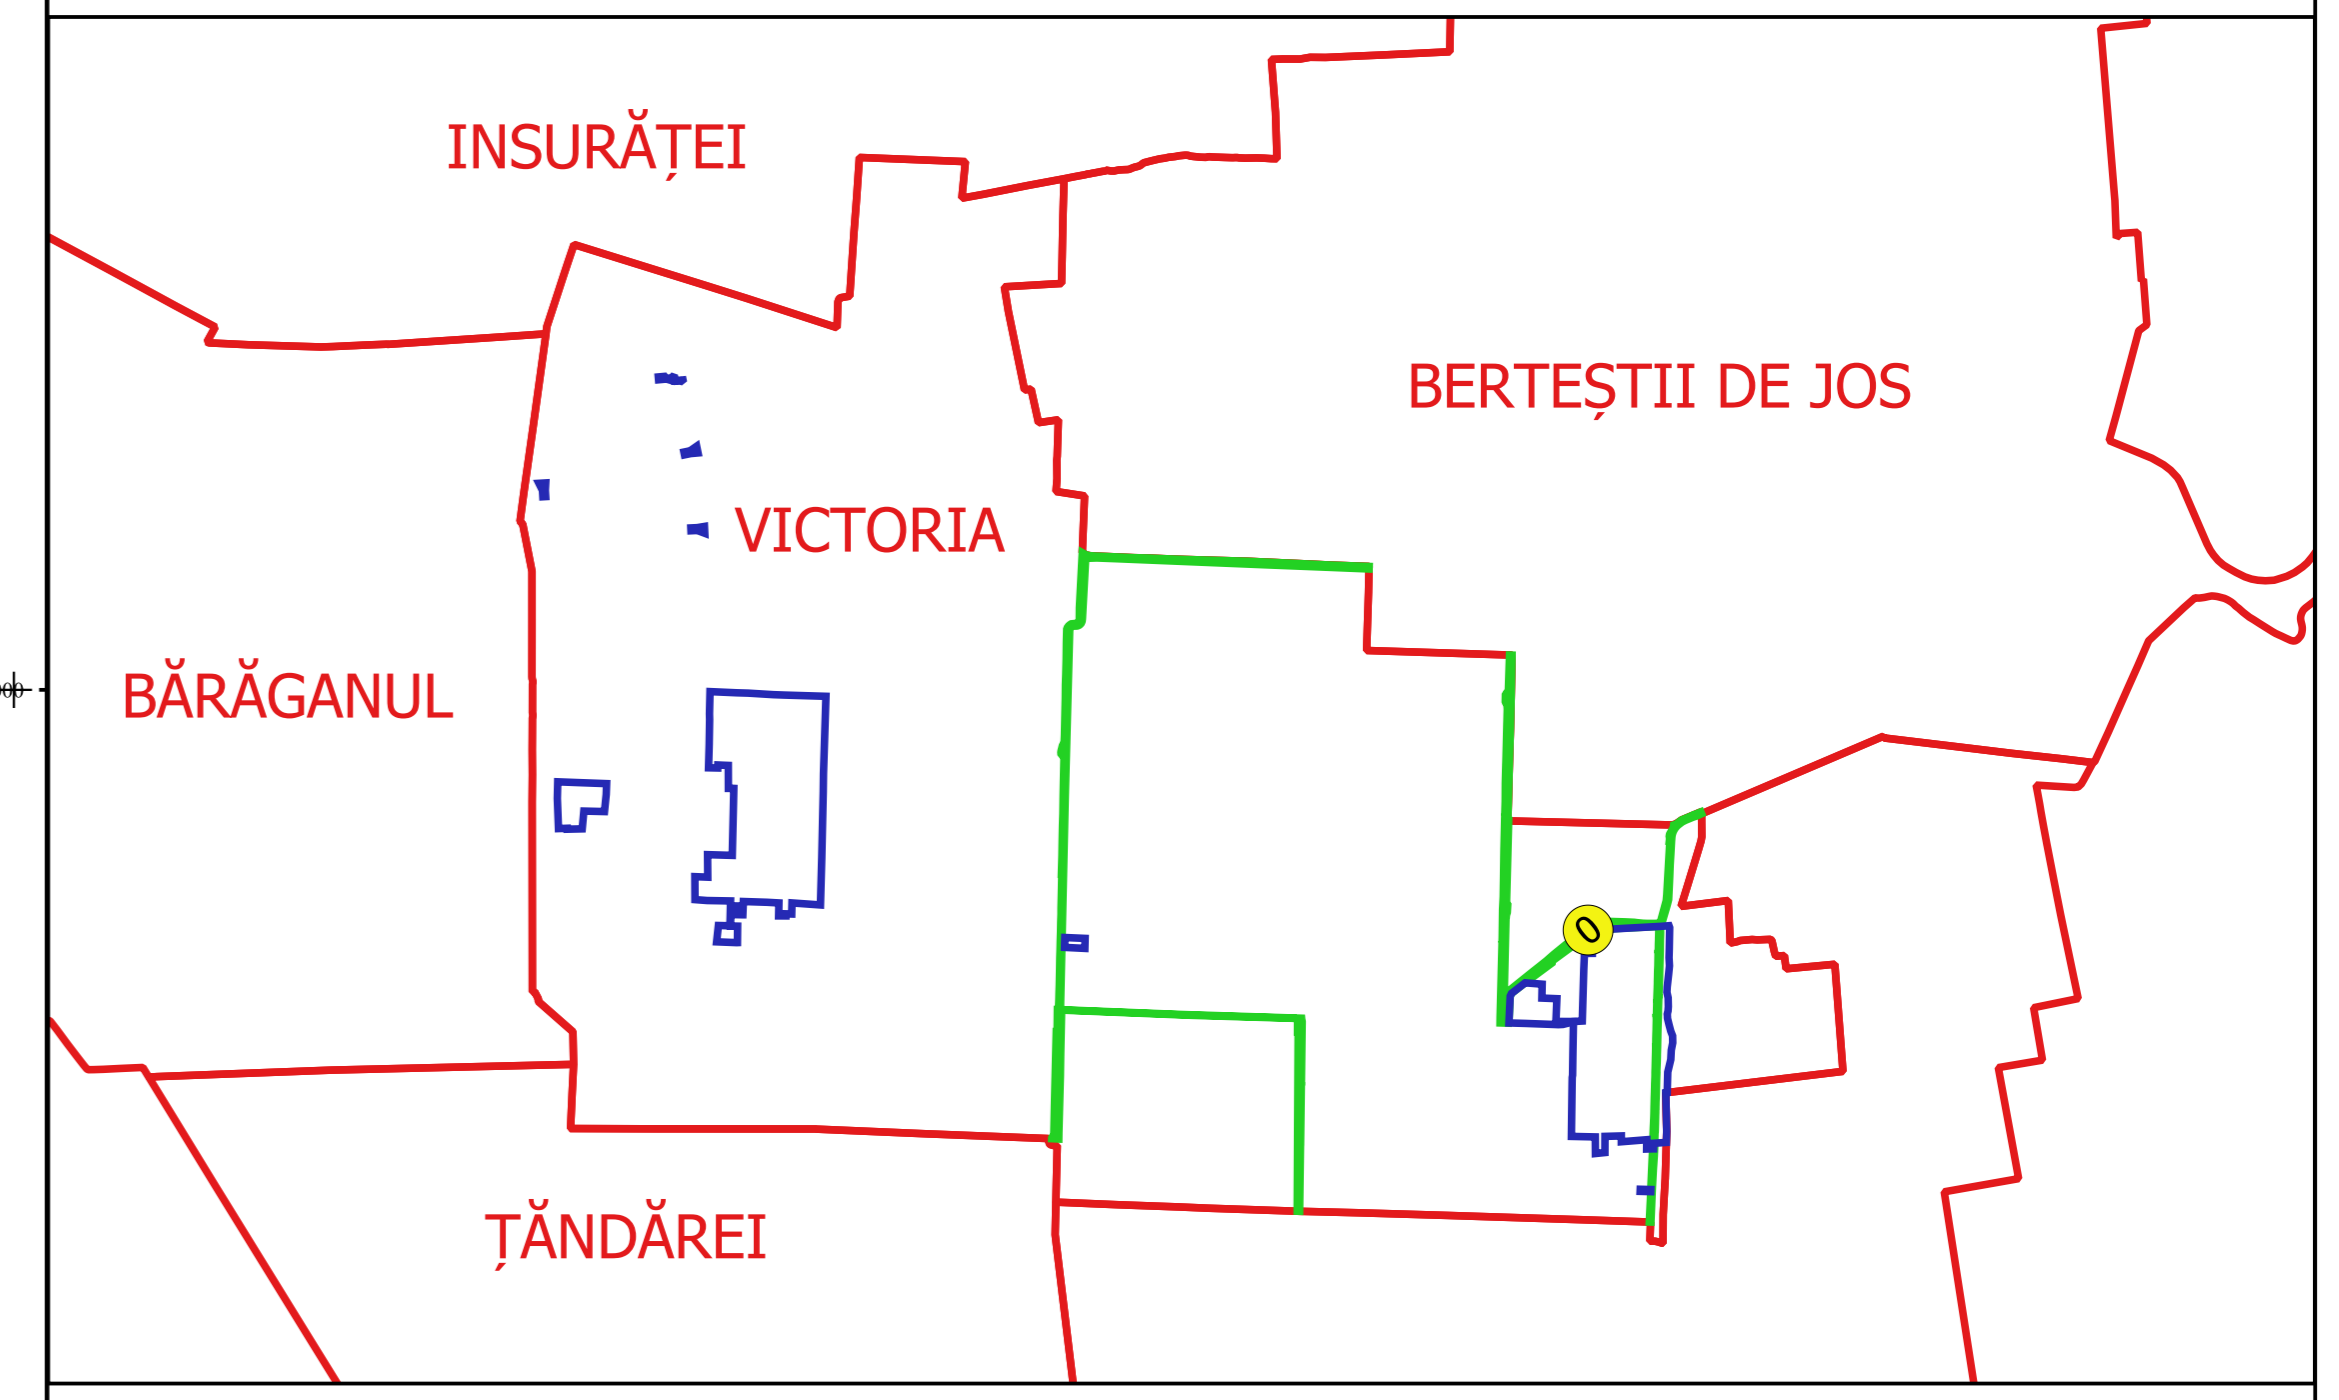 INSURĂȚEI
BERTEȘTII DE JOS
VICTORIA
BĂRĂGANUL
0
ȚĂNDĂREI